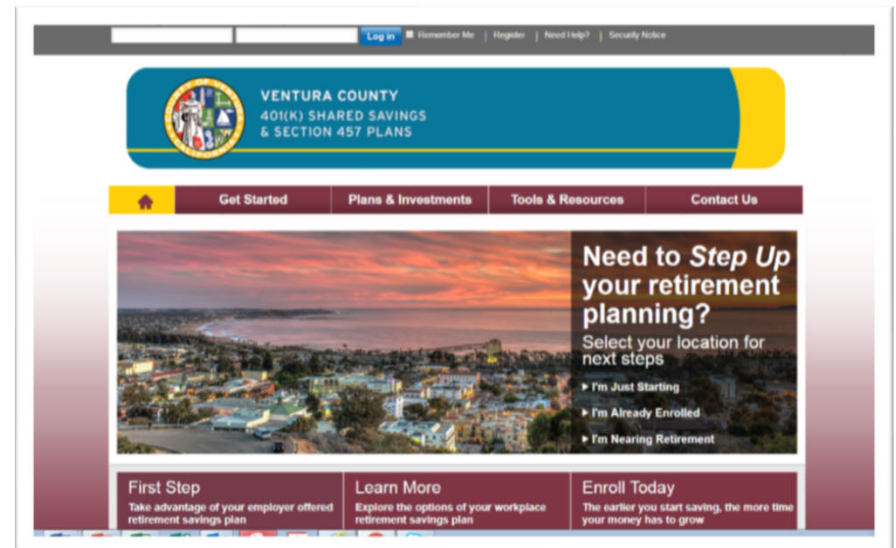 Log in Remember Me | Register | Need Help? | Security Notice
COUNTY OF VENTURA
CALIFORNIA
VENTURA COUNTY
401(K) SHARED SAVINGS
& SECTION 457 PLANS
Get Started Plans & Investments Tools & Resources Contact Us
Need to Step Up
your retirement
planning?
Select your location for
next steps
I'm Just Starting
I'm Already Enrolled
I'm Nearing Retirement
First Step
Take advantage of your employer offered
retirement savings plan
Learn More
Explore the options of your workplace
retirement savings plan
Enroll Today
The earlier you start saving, the more time
your money has to grow